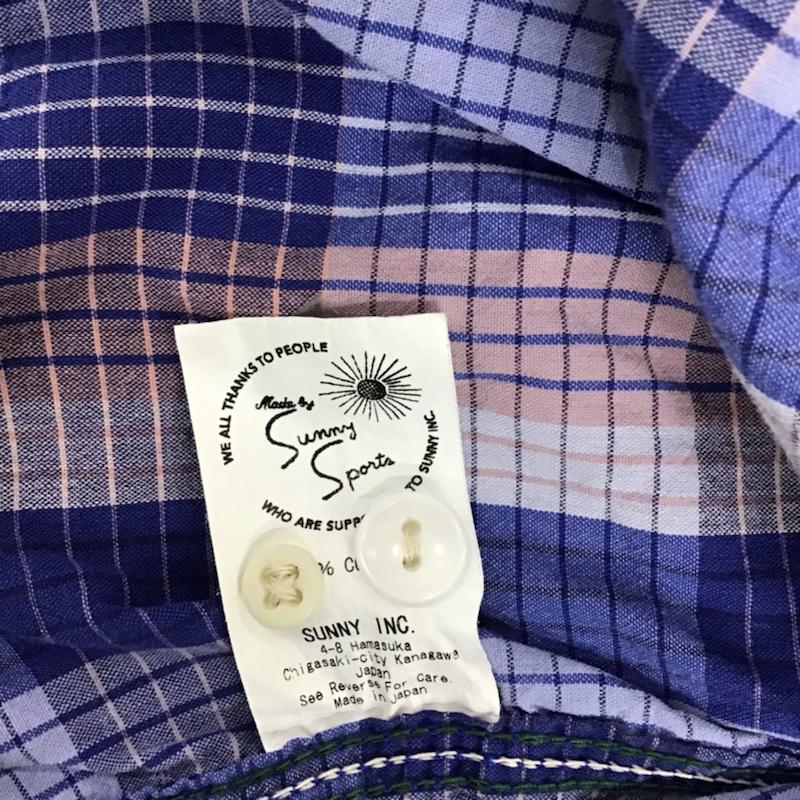 WE ALL THANKS TO PEOPLE
Made by
Sunny
Sports
WHO ARE
TO SUNNY INC
%
SUNNY INC.
4-8 Hamasuka
Chigasaki-city Kanagawa
Japan
See Reverse For Care.
Made in Japan